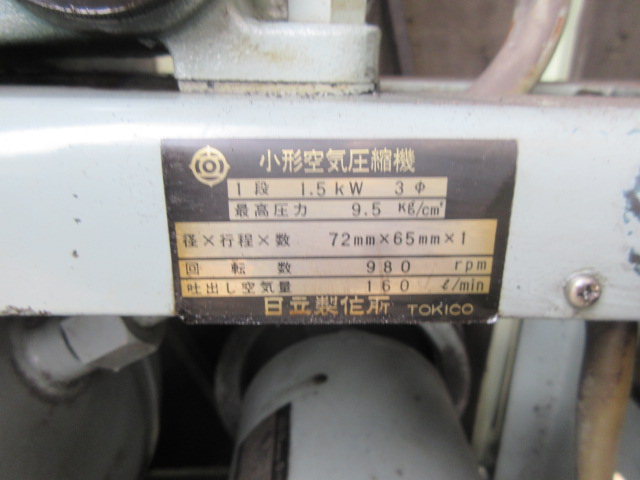 小形空気圧縮機
1段 1.5kW 3Φ
最高圧力 9.5 kg/cm²
径×行程×数 72mm×65mm×1
回転数 980 rpm
吐出し空気量 160 ℓ/min
日立製作所 TOKICO